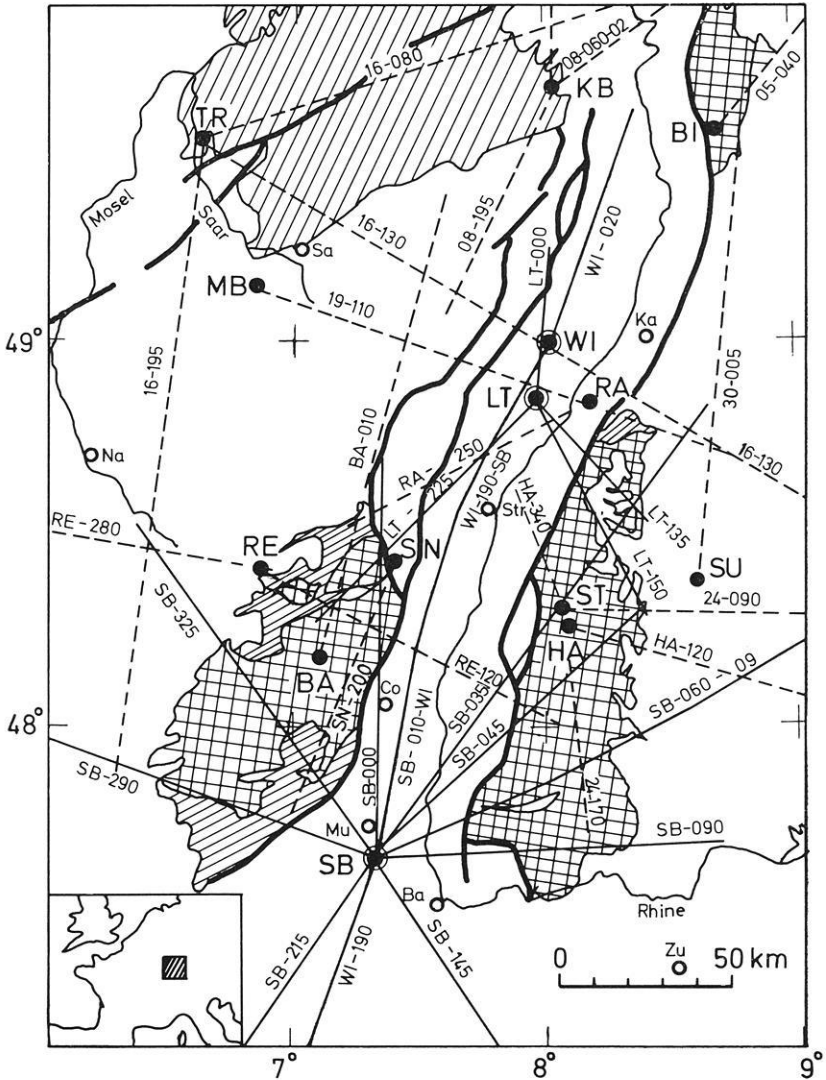 08-060-02
16-080
KB
05-040
TR
BI
Mosel
Saar
08-195
16-130
Sa
LT-000
WI-020
MB
19-110
Ka
49°
WI
16-195
30-005
LT
RA
BA-010
Na
RA-250
16-130
LT-225
WI-190-SB
HA-340
Str
LT-135
RE-280
RE
SN
LT-150
SU
ST
24-090
SB-325
HA
HA-120
BA
RE-120
SN-200
Co
SB-035
SB-060-09
48°
SB-045
SB-290
SB-000
SB-010-WI
24-170
Mu
SB-090
SB
Ba
Rhine
SB-215
WI-190
SB-145
0
Zu
50 km
7°
8°
9°